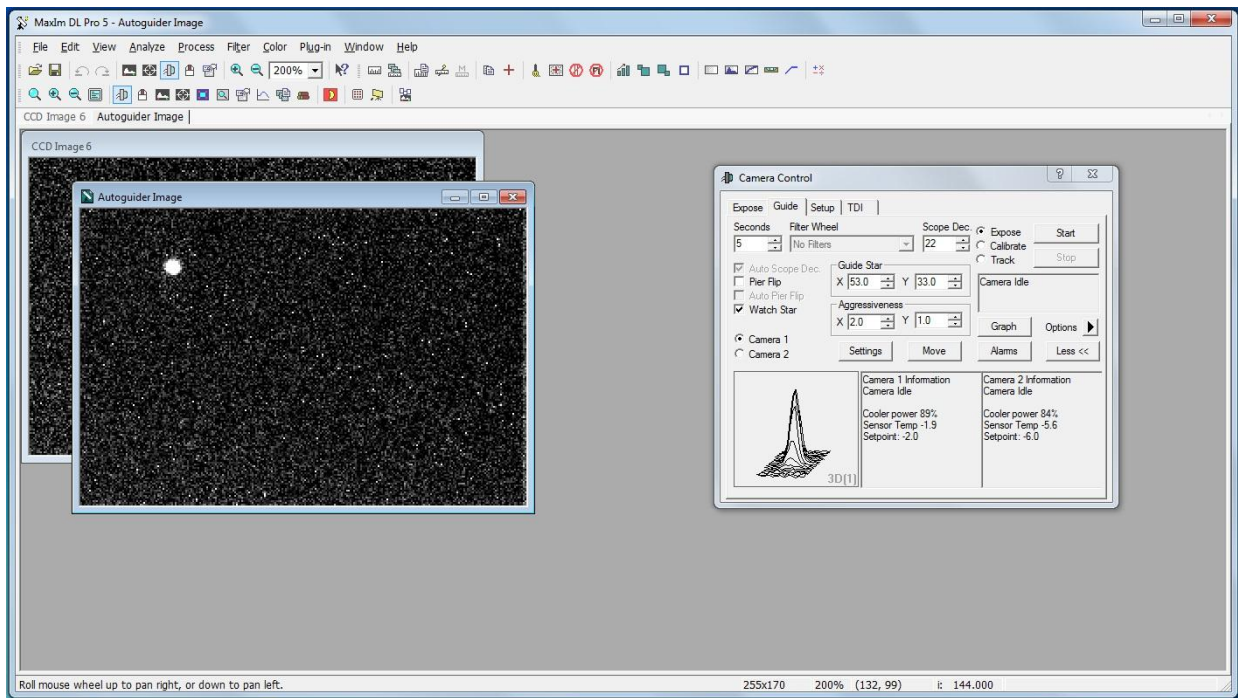 MaxIm DL Pro 5 - Autoguider Image
File Edit View Analyze Process Filter Color Plug-in Window Help
200%
CCD Image 6 Autoguider Image
CCD Image 6
Autoguider Image
Camera Control
Expose Guide Setup TDI
Seconds Filter Wheel Scope Dec.
5 No Filters 22
Expose Start
Calibrate
Track Stop
Auto Scope Dec.
Pier Flip
Auto Pier Flip
Watch Star
Guide Star
X 53.0 Y 33.0
Camera Idle
Aggressiveness
X 2.0 Y 1.0
Graph Options
Camera 1
Camera 2
Settings Move Alarms Less <<
3D[1]
Camera 1 Information
Camera Idle
Cooler power 89%
Sensor Temp -1.9
Setpoint: -2.0
Camera 2 Information
Camera Idle
Cooler power 84%
Sensor Temp -5.6
Setpoint: -6.0
Roll mouse wheel up to pan right, or down to pan left.
255x170 200% (132, 99) i: 144.000